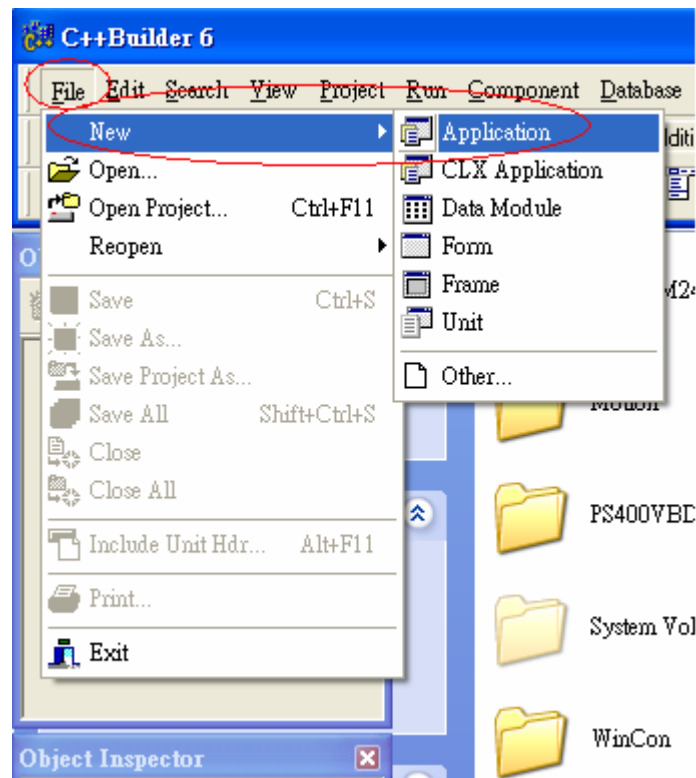 C++Builder 6
File Edit Search View Project Run Component Database
New
Open...
Open Project... Ctrl+F11
Reopen
Save Ctrl+S
Save As...
Save Project As...
Save All Shift+Ctrl+S
Close
Close All
Include Unit Hdr... Alt+F11
Print...
Exit
Application
CLX Application
Data Module
Form
Frame
Unit
Other...
Motion
PS400VBD
System Vol
WinCon
Object Inspector